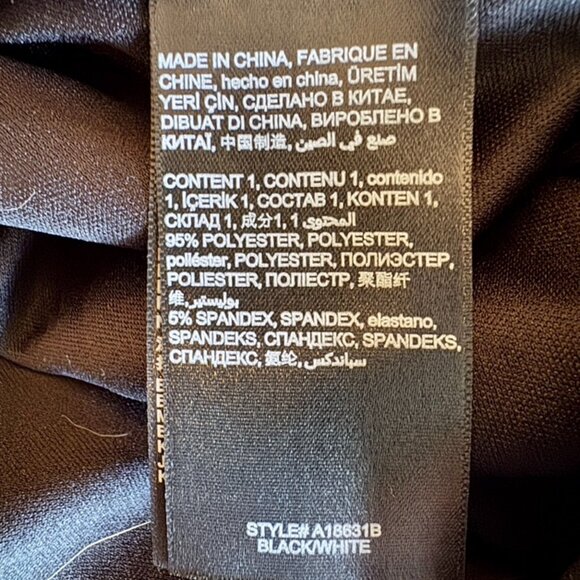 MADE IN CHINA, FABRIQUE EN
CHINE, hecho en china, ÜRETİM
YERİ ÇİN, СДЕЛАНО В КИТАЕ,
DIBUAT DI CHINA, ВИРОБЛЕНО В
КИТАЇ, 中国制造, صنع في الصين
CONTENT 1, CONTENU 1, contenido
1, İÇERİK 1, СОСТАВ 1, KONTEN 1,
СКЛАД 1, 成分1, المحتوى 1
95% POLYESTER, POLYESTER,
poliéster, POLYESTER, ПОЛИЭСТЕР,
POLIESTER, ПОЛІЕСТР, 聚酯纤
维, بوليستير
5% SPANDEX, SPANDEX, elastano,
SPANDEKS, СПАНДЕКС, SPANDEKS,
СПАНДЕКС, 氨纶, سباندكس
STYLE# A18631B
BLACK/WHITE